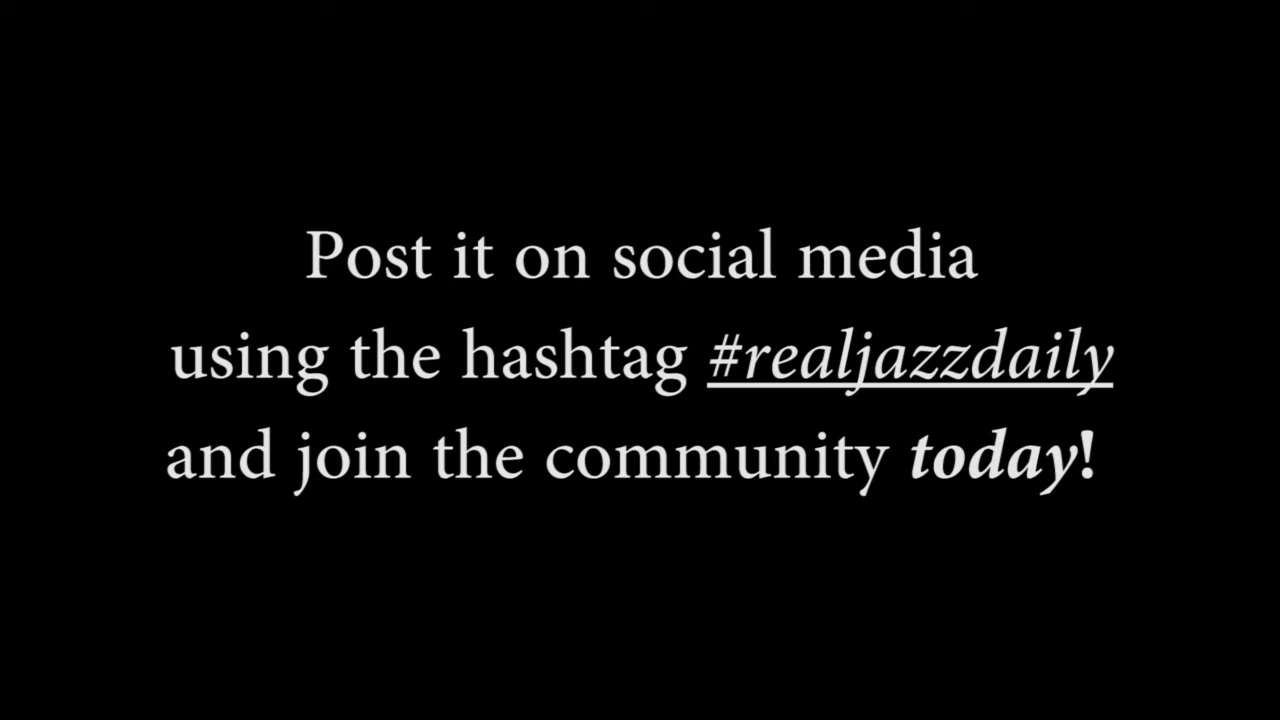 Post it on social media
using the hashtag #realjazzdaily
and join the community today!